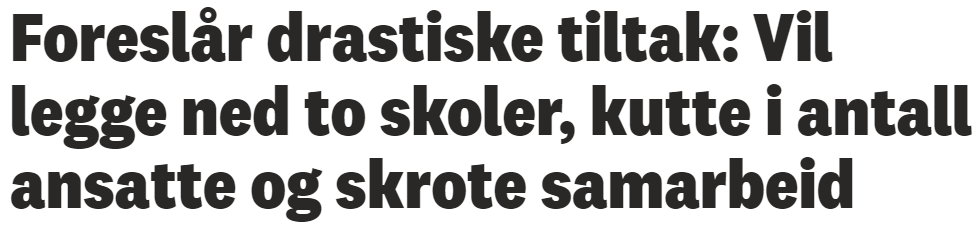 Foreslår drastiske tiltak: Vil
legge ned to skoler, kutte i antall
ansatte og skrote samarbeid